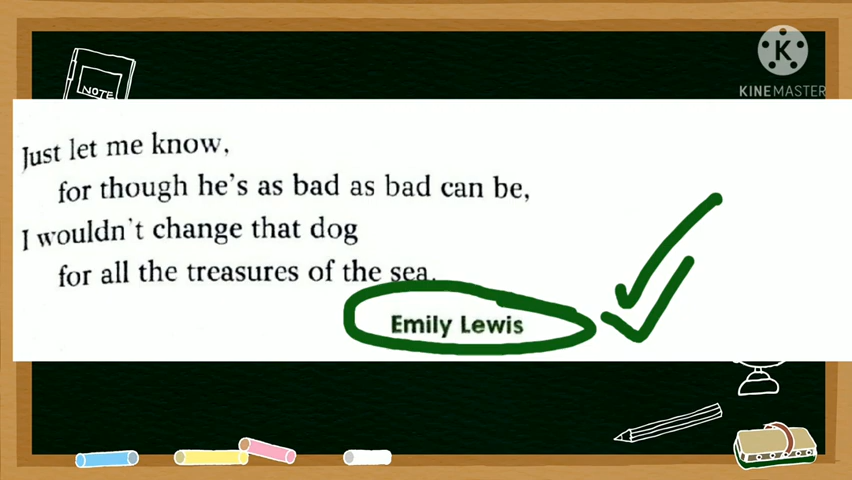 NOTE
K
KINEMASTER
Just let me know,
for though he's as bad as bad can be,
I wouldn't change that dog
for all the treasures of the sea.
Emily Lewis